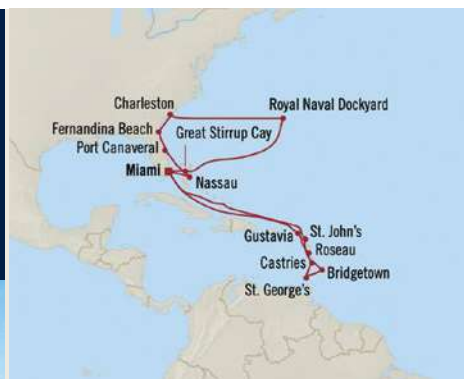 Charleston
Royal Naval Dockyard
Fernandina Beach
Great Stirrup Cay
Port Canaveral
Miami
Nassau
Gustavia
St. John's
Roseau
Castries
Bridgetown
St. George's